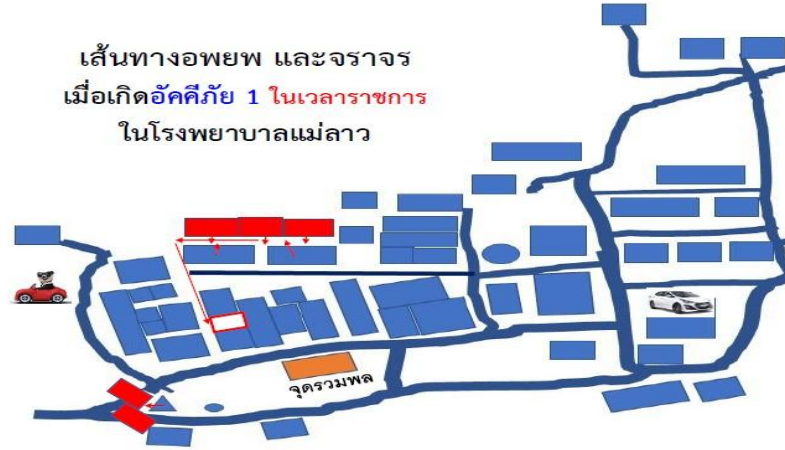 เส้นทางอพยพ และจราจร
เมื่อเกิดอัคคีภัย 1 ในเวลาราชการ
ในโรงพยาบาลแม่ลาว
จุดรวมพล